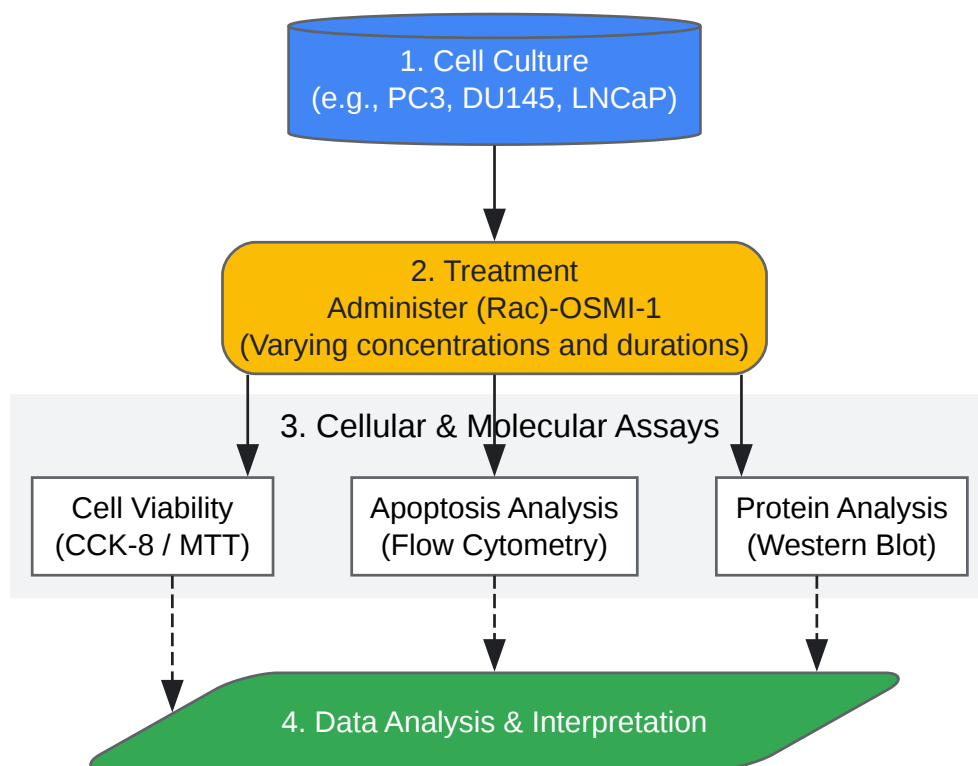 1. Cell Culture
(e.g., PC3, DU145, LNCaP)
2. Treatment
Administer (Rac)-OSMI-1
(Varying concentrations and durations)
3. Cellular & Molecular Assays
Cell Viability
(CCK-8 / MTT)
Apoptosis Analysis
(Flow Cytometry)
Protein Analysis
(Western Blot)
4. Data Analysis & Interpretation